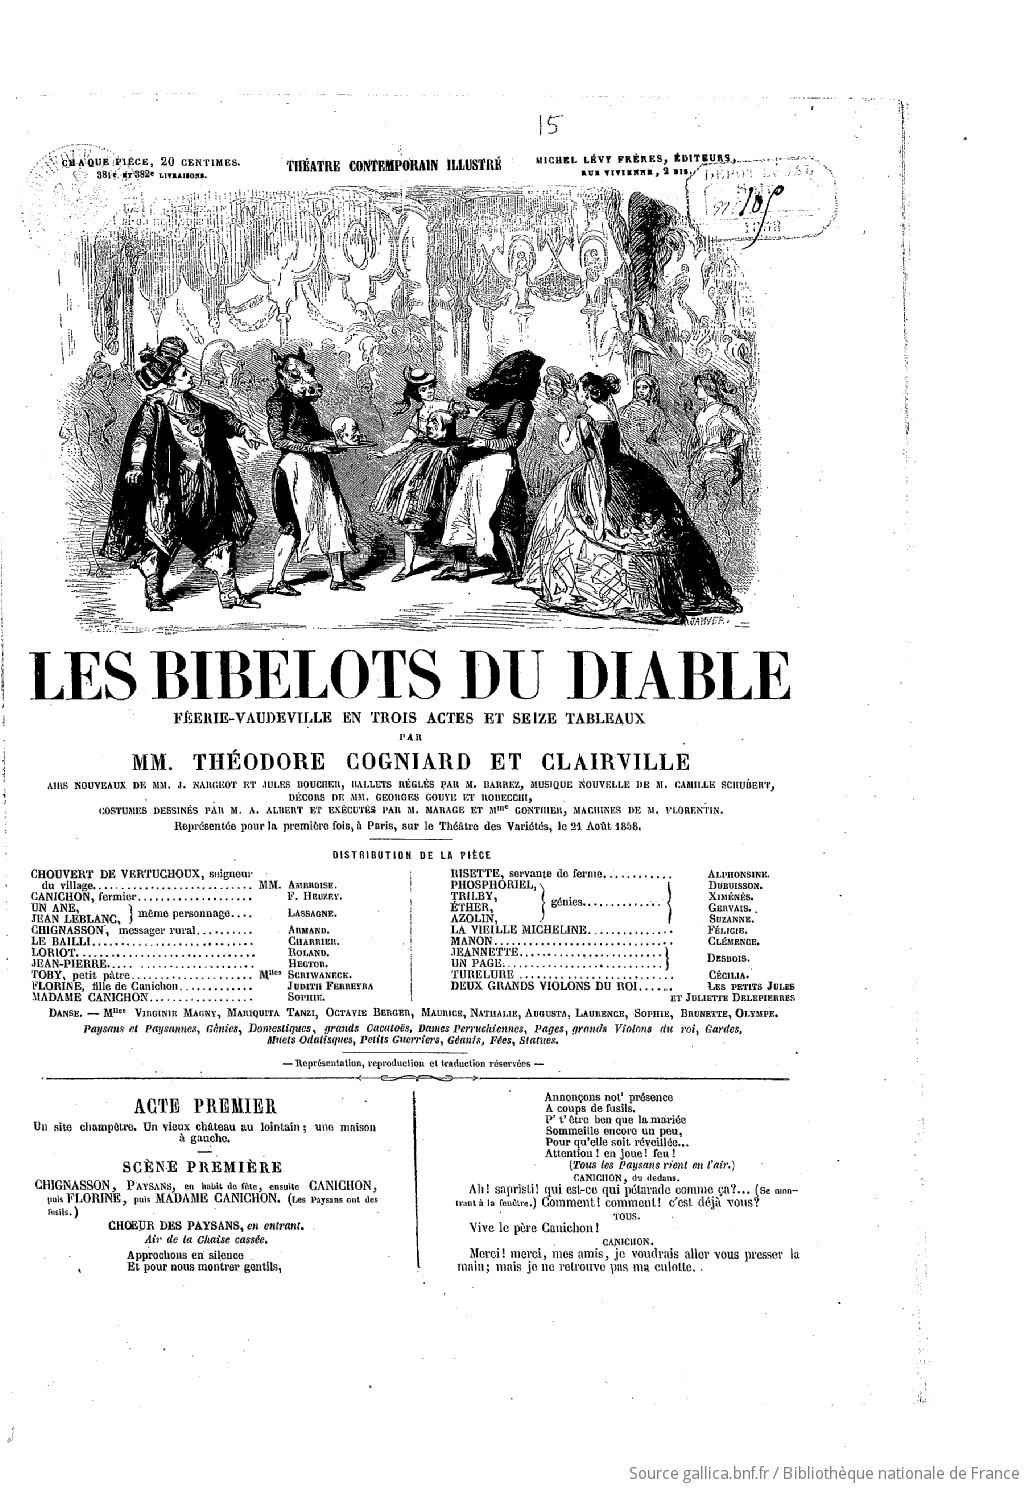 15
CHAQUE PIÈCE, 20 CENTIMES.
381e ET 382e LIVRAISONS.
THÉATRE CONTEMPORAIN ILLUSTRÉ
MICHEL LÉVY FRÈRES, ÉDITEURS,
RUE VIVIENNE, 2 BIS.
JANVER.
LES BIBELOTS DU DIABLE
FÉERIE-VAUDEVILLE EN TROIS ACTES ET SEIZE TABLEAUX
PAR
MM. THÉODORE COGNIARD ET CLAIRVILLE
AIRS NOUVEAUX DE MM. J. NARGEOT ET JULES BOUCHER, BALLETS RÉGLÉS PAR M. BARREZ, MUSIQUE NOUVELLE DE M. CAMILLE SCHUBERT,
DÉCORS DE MM. GEORGES GOUYE ET ROBECCHI,
COSTUMES DESSINÉS PAR M. A. ALBERT ET EXÉCUTÉS PAR M. MARAGE ET Mme GONTHIER, MACHINES DE M. FLORENTIN.
Représentée pour la première fois, à Paris, sur le Théâtre des Variétés, le 21 Août 1858.
DISTRIBUTION DE LA PIÈCE
CHOUVERT DE VERTUCHOUX, seigneur
du village............................ MM. AMBROISE.
CANICHON, fermier.................... F. HEUZEY.
UN ANE,
JEAN LEBLANC, } même personnage.... LASSAGNE.
CHIGNASSON, messager rural.......... ARMAND.
LE BAILLI............................. CHARRIER.
LORIOT................................ ROLAND.
JEAN-PIERRE.......................... HECTOR.
TOBY, petit pâtre...................... Mlles SCRIWANECK.
FLORINE, fille de Canichon............. JUDITH FERREYRA
MADAME CANICHON.................. SOPHIE.
RISETTE, servante de ferme............ ALPHONSINE.
PHOSPHORIEL, DUBUISSON.
TRILBY, XIMÉNÈS.
ÉTHER, } génies.............. GERVAIS.
AZOLIN, SUZANNE.
LA VIEILLE MICHELINE............... FÉLICIE.
MANON................................ CLÉMENCE.
JEANNETTE.......................... } DESBOIS.
UN PAGE.............................
TURELURE............................ CÉCILIA.
DEUX GRANDS VIOLONS DU ROI...... LES PETITS JULES
ET JULIETTE DELEPIERRES
DANSE. — Mlles VIRGINIE MAGNY, MARIQUITA TANZI, OCTAVIE BERGER, MAURICE, NATHALIE, AUGUSTA, LAURENCE, SOPHIE, BRUNETTE, OLYMPE.
Paysans et Paysannes, Génies, Domestiques, grands Cacatoës, Dames Perruchiennes, Pages, grands Violons du roi, Gardes,
Muets Odalisques, Petits Guerriers, Géants, Fées, Statues.
— Représentation, reproduction et traduction réservées —
ACTE PREMIER
Un site champêtre. Un vieux château au lointain; une maison
à gauche.
SCÈNE PREMIÈRE
CHIGNASSON, PAYSANS, en habit de fête, ensuite CANICHON,
puis FLORINE, puis MADAME CANICHON. (Les Paysans ont des
fusils.)
CHŒUR DES PAYSANS, en entrant.
Air de la Chaise cassée.
Approchons en silence
Et pour nous montrer gentils,
Annonçons not' présence
A coups de fusils.
P' t' être ben que la mariée
Sommeille encore un peu,
Pour qu'elle soit réveillée...
Attention! en joue! feu!
(Tous les Paysans rient en l'air.)
CANICHON, du dedans.
Ah! sapristi! qui est-ce qui pétarade comme ça?... (Se mon-
trant à la fenêtre.) Comment! comment! c'est déjà vous?
TOUS.
Vive le père Canichon!
CANICHON.
Merci! merci, mes amis, je voudrais aller vous presser la
main; mais je ne retrouve pas ma culotte.
Source gallica.bnf.fr / Bibliothèque nationale de France